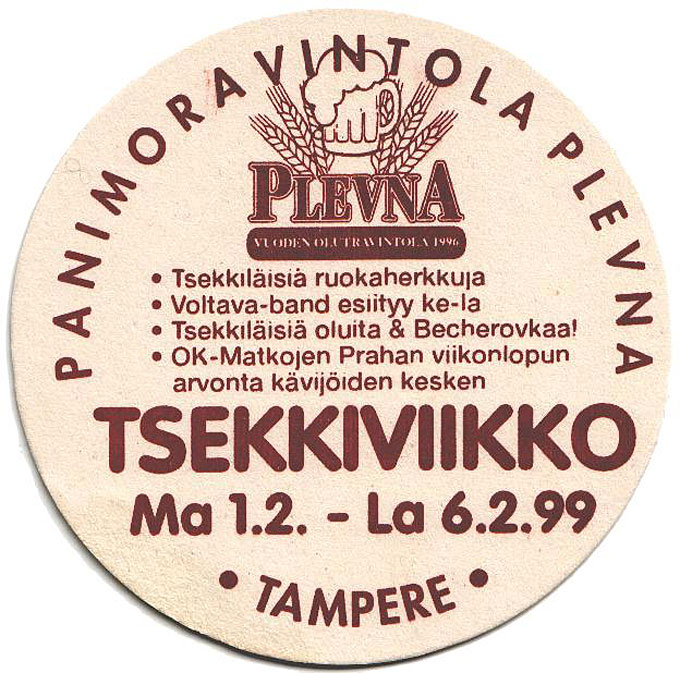 PANIMORAVINTOLA PLEVNA
PLEVNA
VUODEN OLUTRAVINTOLA 1996
• Tsekkiläisiä ruokaherkkuja
• Voltava-band esiityy ke-la
• Tsekkiläisiä oluita & Becherovkaa!
• OK-Matkojen Prahan viikonlopun
arvonta kävijöiden kesken
TSEKKIVIIKKO
Ma 1.2. - La 6.2.99
• TAMPERE •